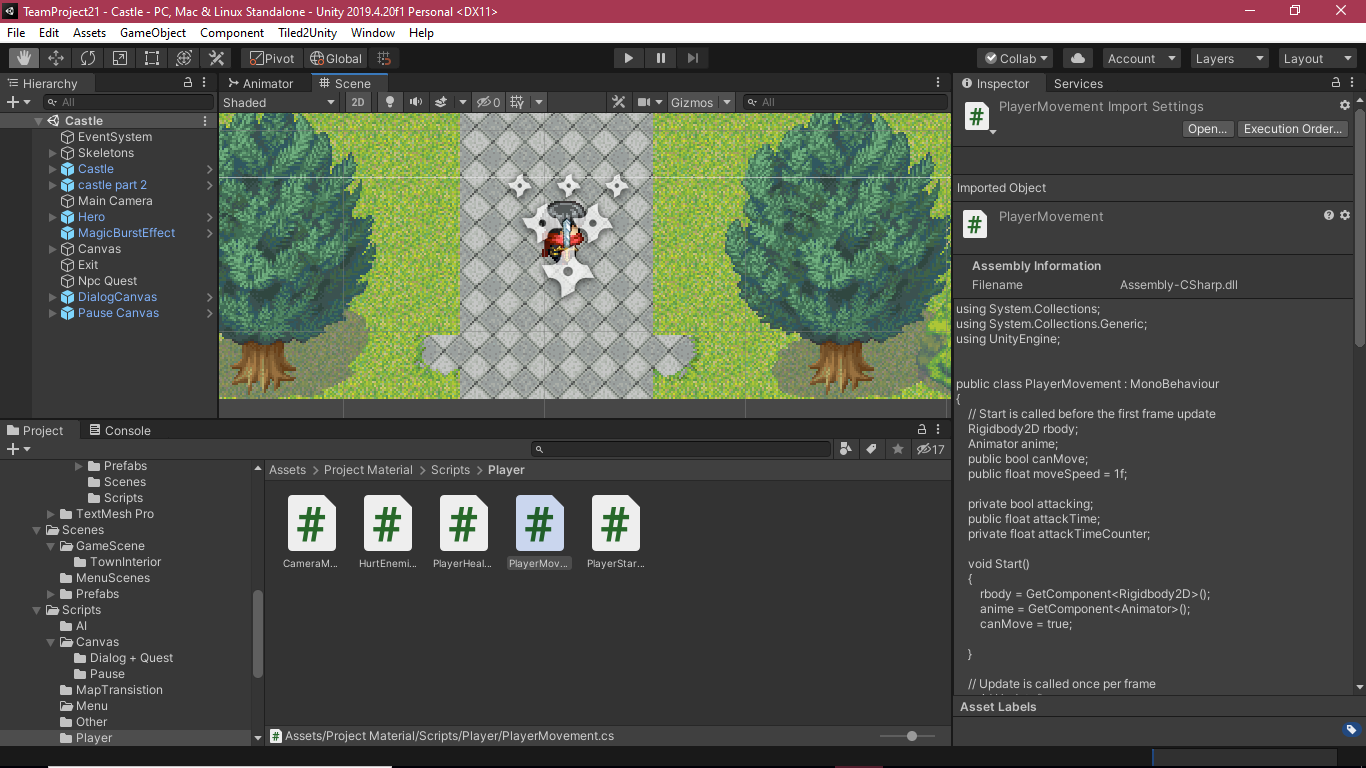 TeamProject21 - Castle - PC, Mac & Linux Standalone - Unity 2019.4.20f1 Personal <DX11>
File Edit Assets GameObject Component Tiled2Unity Window Help
Pivot Global Collab Account Layers Layout
Hierarchy
All
Castle
EventSystem
Skeletons
Castle
castle part 2
Main Camera
Hero
MagicBurstEffect
Canvas
Exit
Npc Quest
DialogCanvas
Pause Canvas
Animator Scene
Shaded 2D 0 Gizmos All
Inspector Services
PlayerMovement Import Settings
Open... Execution Order...
Imported Object
PlayerMovement
Assembly Information
Filename Assembly-CSharp.dll
using System.Collections;
using System.Collections.Generic;
using UnityEngine;
public class PlayerMovement : MonoBehaviour
{
// Start is called before the first frame update
Rigidbody2D rbody;
Animator anime;
public bool canMove;
public float moveSpeed = 1f;
private bool attacking;
public float attackTime;
private float attackTimeCounter;
void Start()
{
rbody = GetComponent<Rigidbody2D>();
anime = GetComponent<Animator>();
canMove = true;
}
// Update is called once per frame
Asset Labels
Project Console
17
Prefabs
Scenes
Scripts
TextMesh Pro
Scenes
GameScene
TownInterior
MenuScenes
Prefabs
Scripts
AI
Canvas
Dialog + Quest
Pause
MapTranstion
Menu
Other
Player
Assets > Project Material > Scripts > Player
CameraM... HurtEnemi... PlayerHeal... PlayerMov... PlayerStar...
Assets/Project Material/Scripts/Player/PlayerMovement.cs